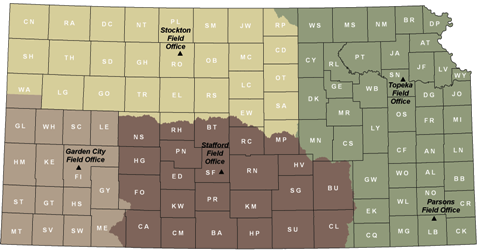 CN RA DC NT PL SM JW RP WS MS NM BR DP
Stockton
Field
Office
SH TH SD GH RO OB MC CD CY RL PT JA AT
JF LV WY
WA LG GO TR EL RS LC OT DK GE WB
Topeka
Field
Office
DG JO
EW SA
GL WH SC LE NS RH BT RC MP MN CS LY OS FR MI
Garden City
Field Office
Stafford
Field
Office
HM KE FI HG PN SF RN HV CF AN LN
ED
ST GT HS GY FO SG BU GW WO AL BB
KW PR
Parsons
Field Office
EK WL NO CR
MT SV SW ME CA CM BA HP SU CL CQ MG LB CK